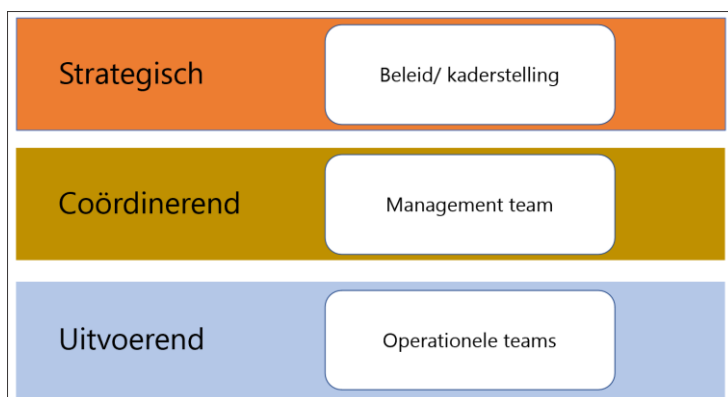 Strategisch
Beleid/ kaderstelling
Coördinerend
Management team
Uitvoerend
Operationele teams